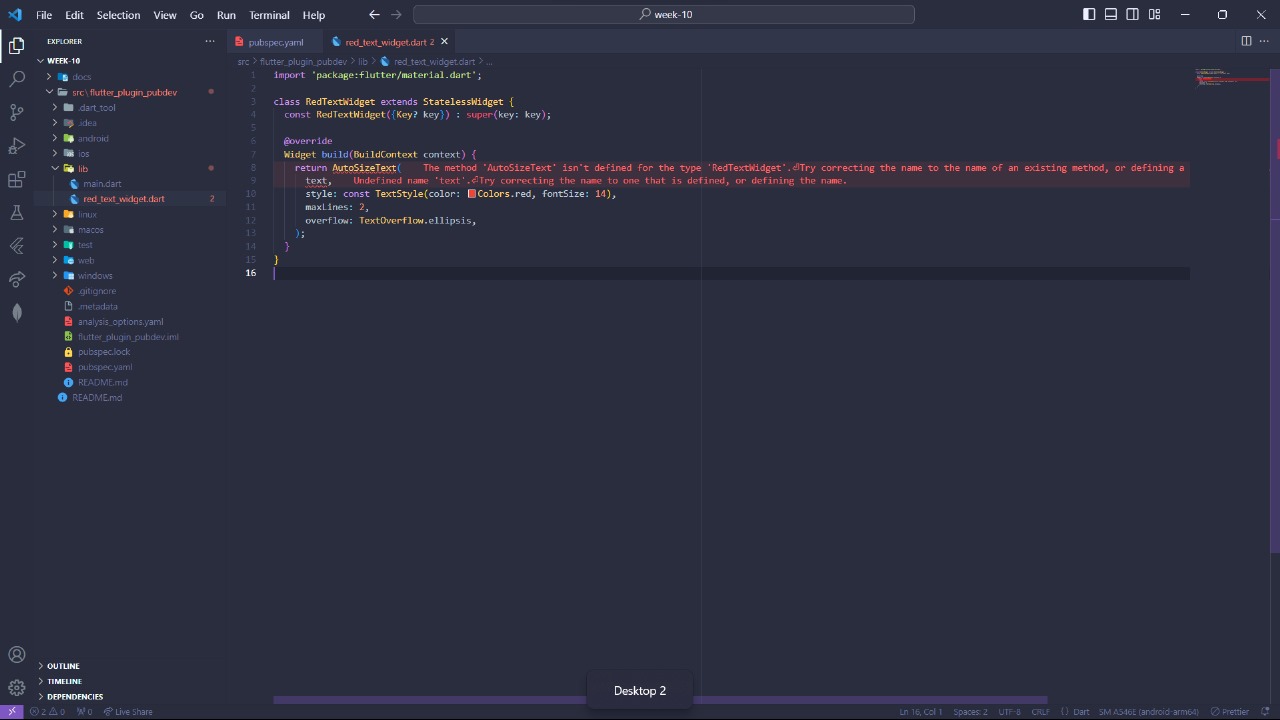 File Edit Selection View Go Run Terminal Help
week-10
EXPLORER
pubspec.yaml
red_text_widget.dart 2
WEEK-10
docs
src\flutter_plugin_pubdev
.dart_tool
.idea
android
ios
lib
main.dart
red_text_widget.dart 2
linux
macos
test
web
windows
.gitignore
.metadata
analysis_options.yaml
flutter_plugin_pubdev.iml
pubspec.lock
pubspec.yaml
README.md
README.md
OUTLINE
TIMELINE
DEPENDENCIES
src > flutter_plugin_pubdev > lib > red_text_widget.dart > ...
1 import 'package:flutter/material.dart';
2
3 class RedTextWidget extends StatelessWidget {
4 const RedTextWidget({Key? key}) : super(key: key);
5
6 @override
7 Widget build(BuildContext context) {
8 return AutoSizeText( The method 'AutoSizeText' isn't defined for the type 'RedTextWidget'.⏎Try correcting the name to the name of an existing method, or defining a
9 text, Undefined name 'text'.⏎Try correcting the name to one that is defined, or defining the name.
10 style: const TextStyle(color: Colors.red, fontSize: 14),
11 maxLines: 2,
12 overflow: TextOverflow.ellipsis,
13 );
14 }
15 }
16
Desktop 2
2 0 0 Live Share Ln 16, Col 1 Spaces: 2 UTF-8 CRLF {} Dart SM A546E (android-arm64) Prettier